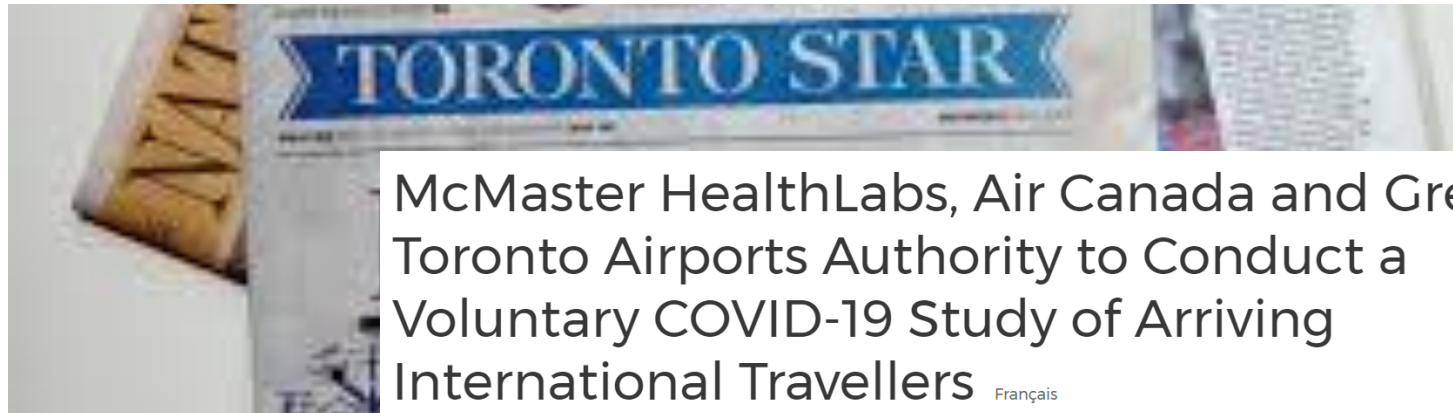 TORONTO STAR
McMaster HealthLabs, Air Canada and Gre
Toronto Airports Authority to Conduct a
Voluntary COVID-19 Study of Arriving
International Travellers Français